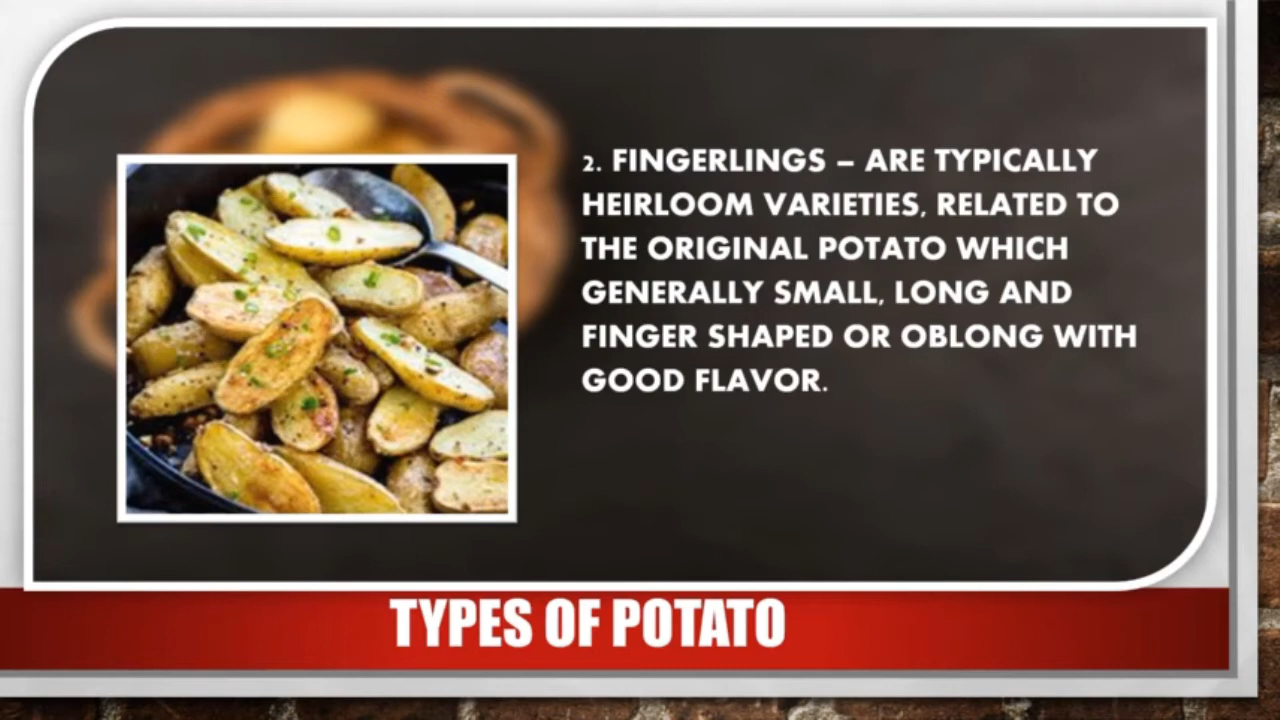 2. FINGERLINGS – ARE TYPICALLY
HEIRLOOM VARIETIES, RELATED TO
THE ORIGINAL POTATO WHICH
GENERALLY SMALL, LONG AND
FINGER SHAPED OR OBLONG WITH
GOOD FLAVOR.
TYPES OF POTATO